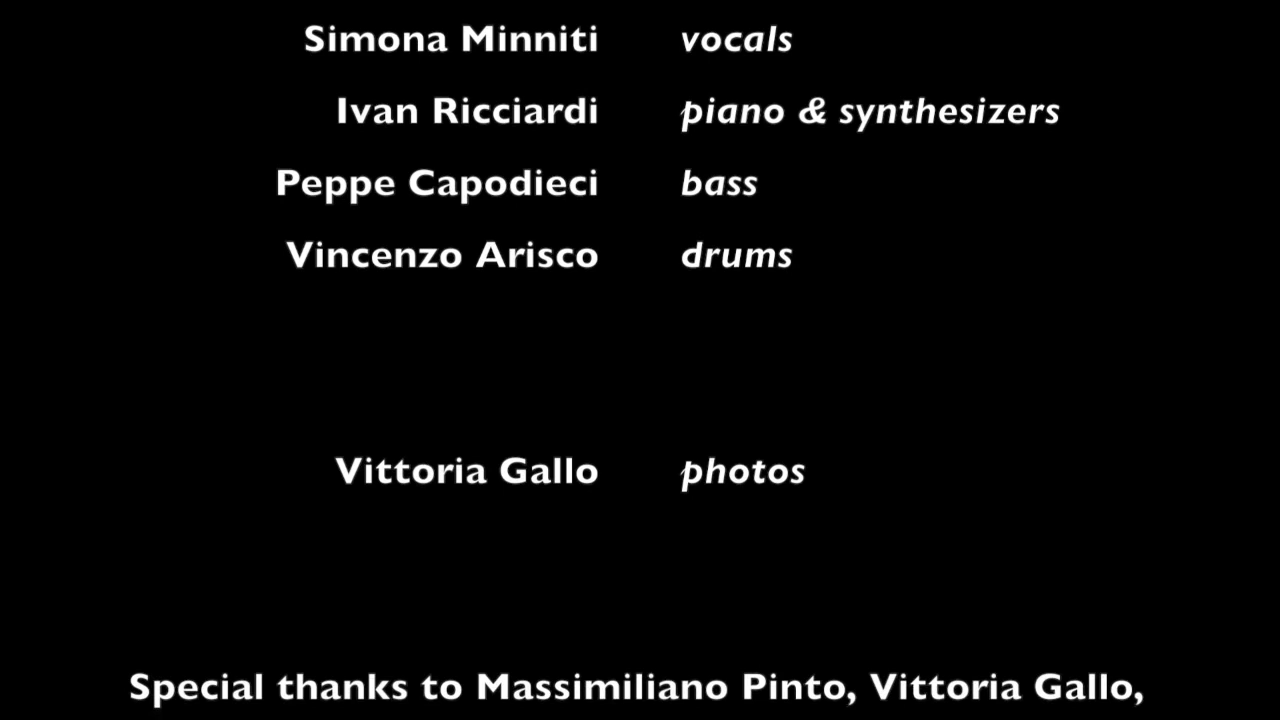 Simona Minniti vocals
Ivan Ricciardi piano & synthesizers
Peppe Capodieci bass
Vincenzo Arisco drums
Vittoria Gallo photos
Special thanks to Massimiliano Pinto, Vittoria Gallo,